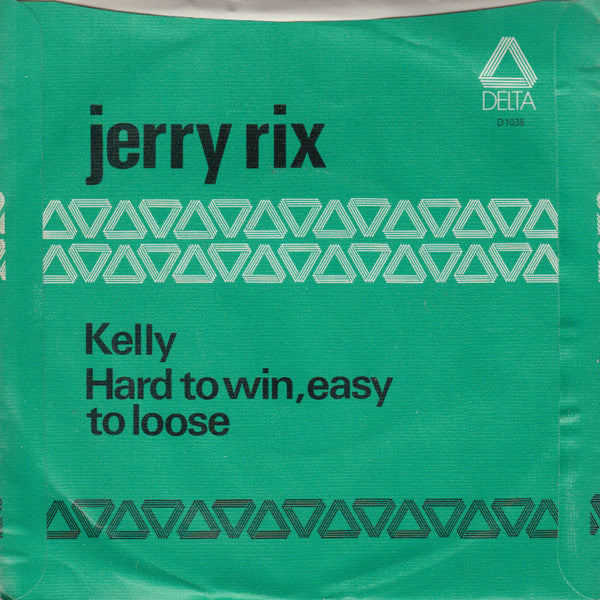 DELTA
D 1038
jerry rix
Kelly
Hard to win, easy
to loose